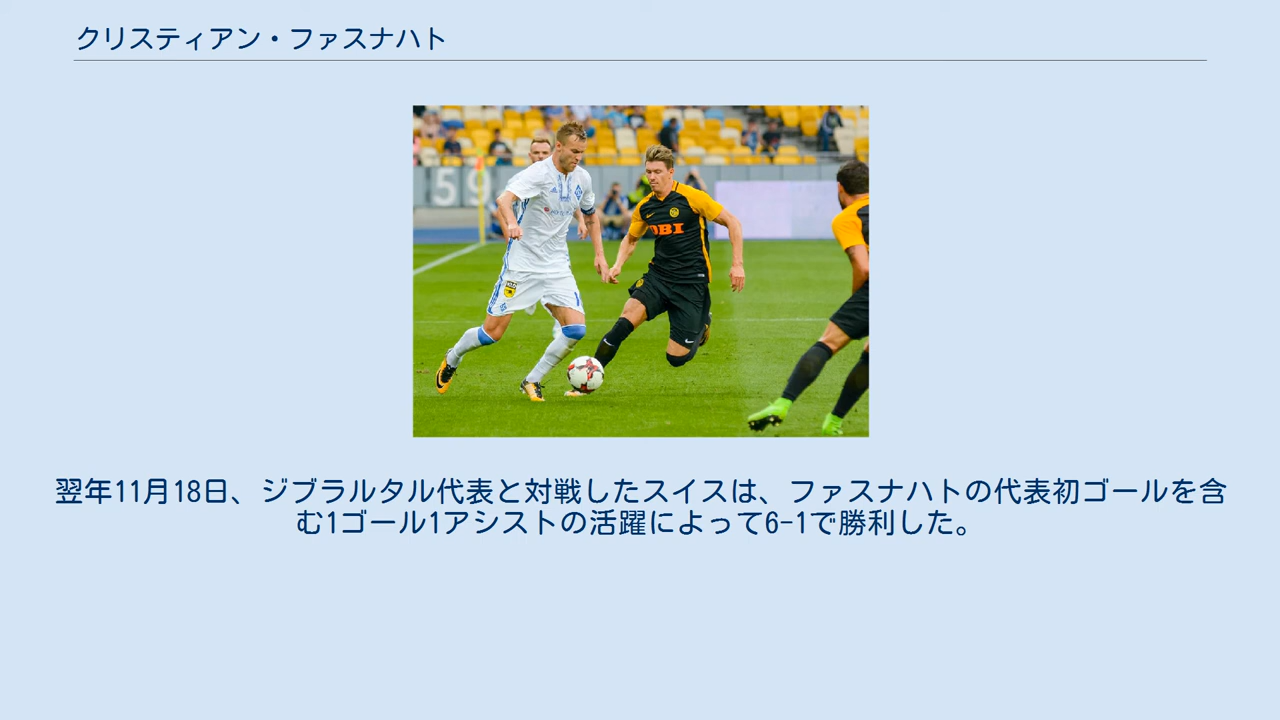 クリスティアン・ファスナハト
59
OBI
翌年11月18日、ジブラルタル代表と対戦したスイスは、ファスナハトの代表初ゴールを含
む1ゴール1アシストの活躍によって6-1で勝利した。